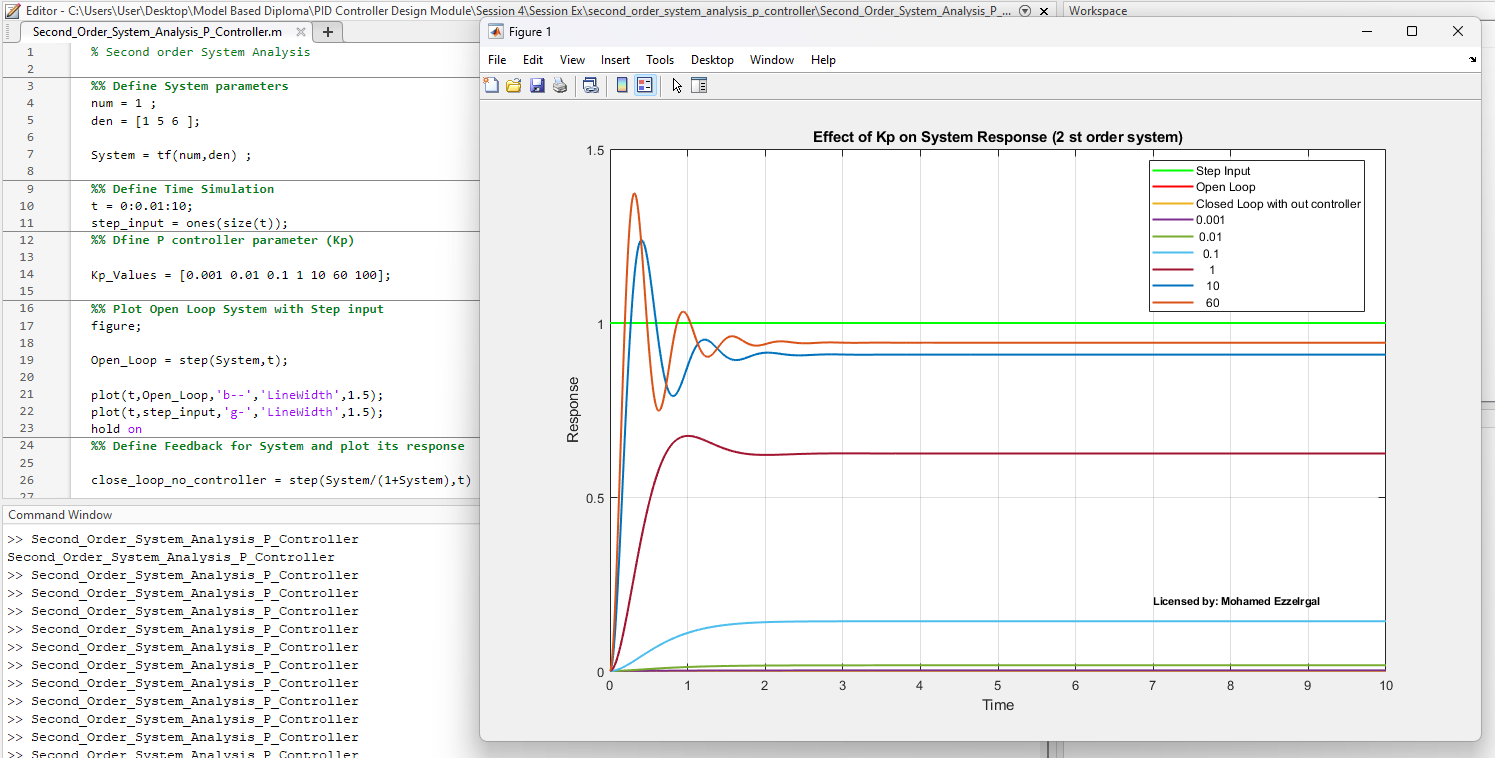 Editor - C:\Users\User\Desktop\Model Based Diploma\PID Controller Design Module\Session 4\Session Ex\second_order_system_analysis_p_controller\Second_Order_System_Analysis_P_...
Workspace
Second_Order_System_Analysis_P_Controller.m
1 % Second order System Analysis
2
3 %% Define System parameters
4 num = 1 ;
5 den = [1 5 6 ];
6
7 System = tf(num,den) ;
8
9 %% Define Time Simulation
10 t = 0:0.01:10;
11 step_input = ones(size(t));
12 %% Dfine P controller parameter (Kp)
13
14 Kp_Values = [0.001 0.01 0.1 1 10 60 100];
15
16 %% Plot Open Loop System with Step input
17 figure;
18
19 Open_Loop = step(System,t);
20
21 plot(t,Open_Loop,'b--','LineWidth',1.5);
22 plot(t,step_input,'g-','LineWidth',1.5);
23 hold on
24 %% Define Feedback for System and plot its response
25
26 close_loop_no_controller = step(System/(1+System),t)
27
Command Window
>> Second_Order_System_Analysis_P_Controller
Second_Order_System_Analysis_P_Controller
>> Second_Order_System_Analysis_P_Controller
>> Second_Order_System_Analysis_P_Controller
>> Second_Order_System_Analysis_P_Controller
>> Second_Order_System_Analysis_P_Controller
>> Second_Order_System_Analysis_P_Controller
>> Second_Order_System_Analysis_P_Controller
>> Second_Order_System_Analysis_P_Controller
>> Second_Order_System_Analysis_P_Controller
>> Second_Order_System_Analysis_P_Controller
>> Second_Order_System_Analysis_P_Controller
>> Second_Order_System_Analysis_P_Controller
Figure 1
File Edit View Insert Tools Desktop Window Help
Effect of Kp on System Response (2 st order system)
1.5
1
0.5
0
Response
Step Input
Open Loop
Closed Loop with out controller
0.001
0.01
0.1
1
10
60
Licensed by: Mohamed Ezzelrgal
0 1 2 3 4 5 6 7 8 9 10
Time